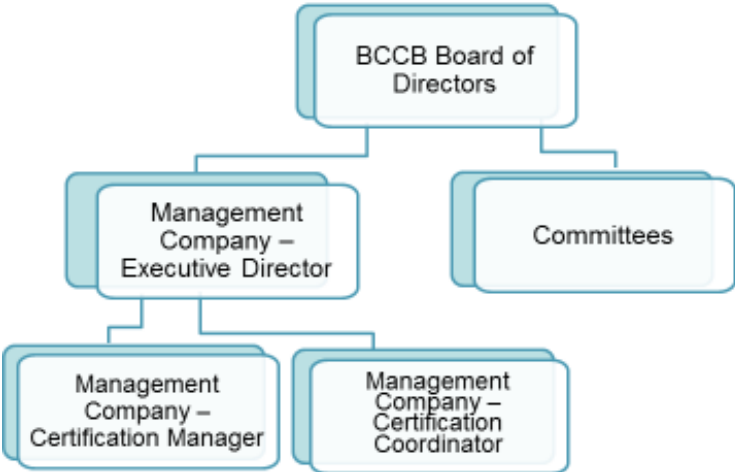 BCCB Board of
Directors
Management
Company –
Executive Director
Committees
Management
Company –
Certification Manager
Management
Company –
Certification
Coordinator